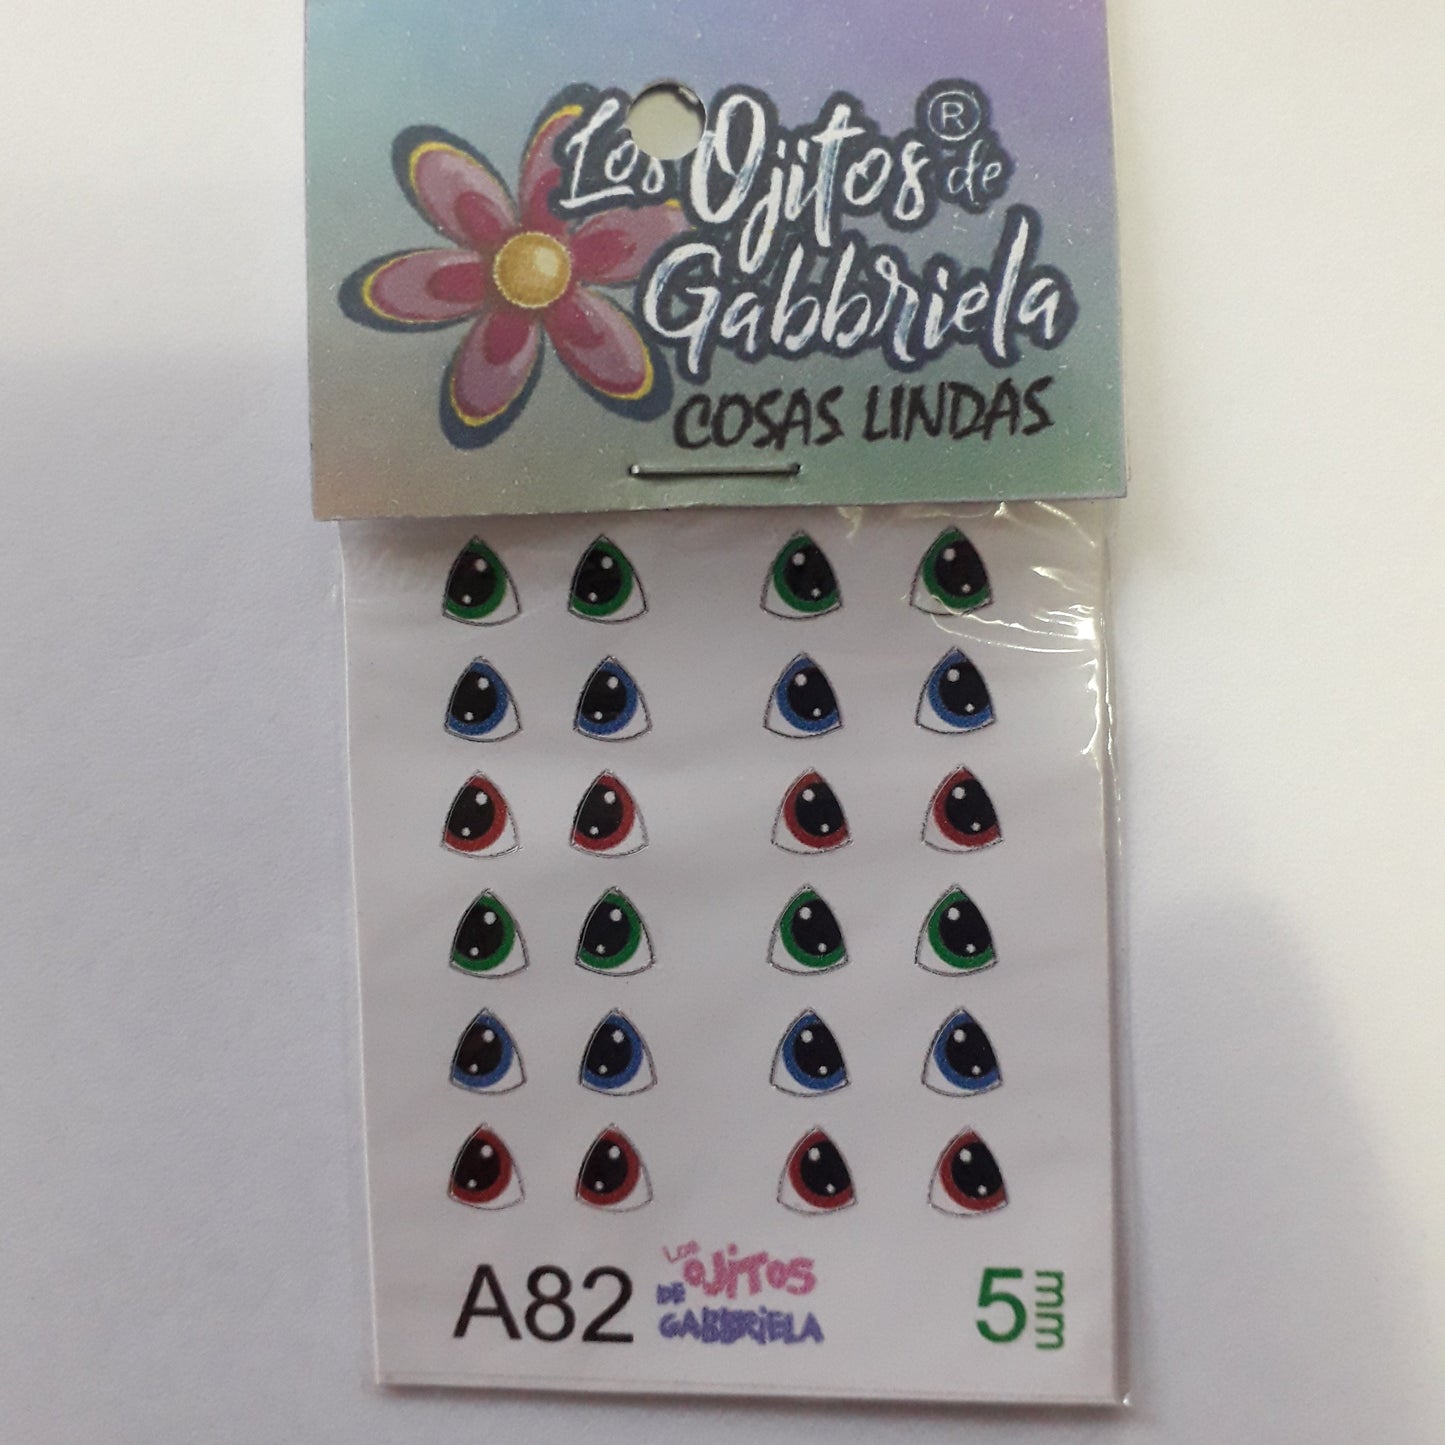 Los Ojitos de ®
Gabbriela
COSAS LINDAS
A82
LOS
OJITOS
DE
GABBRIELA
5mm